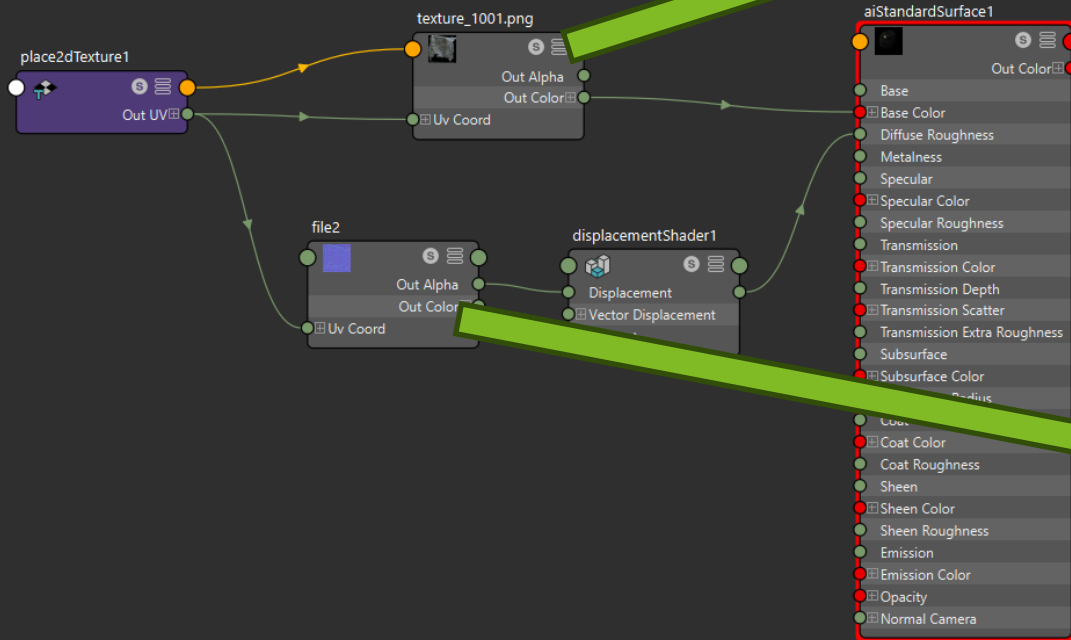 texture_1001.png
aiStandardSurface1
S
S
Out Alpha
Out Color
Out Color
Uv Coord
place2dTexture1
S
Out UV
Base
Base Color
Diffuse Roughness
Metalness
Specular
Specular Color
Specular Roughness
Transmission
Transmission Color
Transmission Depth
Transmission Scatter
Transmission Extra Roughness
Subsurface
Subsurface Color
Radius
Coat
Coat Color
Coat Roughness
Sheen
Sheen Color
Sheen Roughness
Emission
Emission Color
Opacity
Normal Camera
file2
S
Out Alpha
Out Color
Uv Coord
displacementShader1
S
Displacement
Vector Displacement